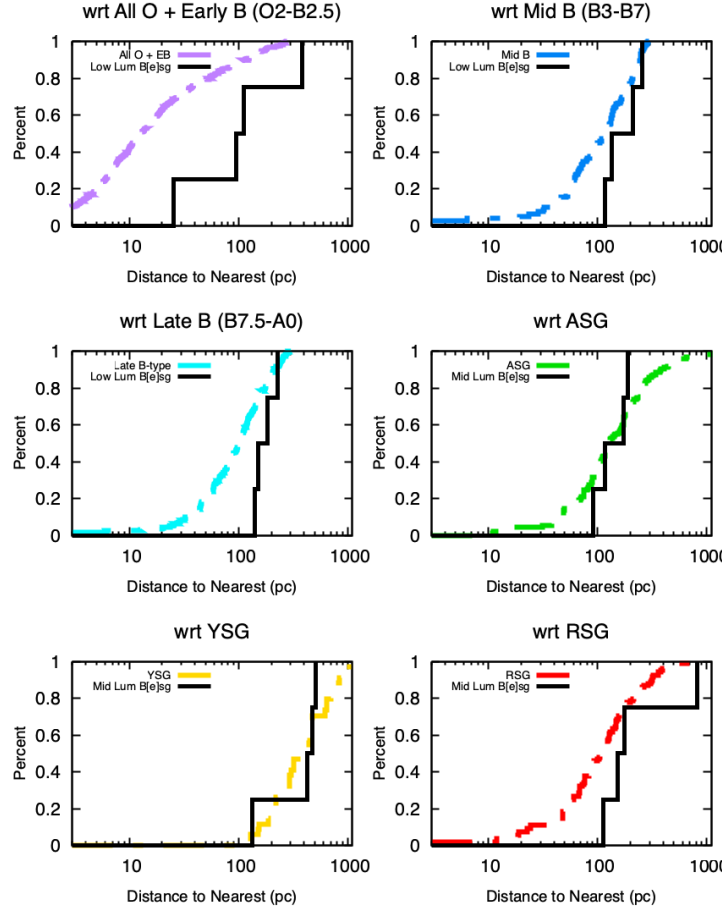 wrt All O + Early B (O2-B2.5)
1
0.8
0.6
0.4
0.2
0
Percent
All O + EB
Low Lum B[e]sg
10
100
1000
Distance to Nearest (pc)
wrt Mid B (B3-B7)
1
0.8
0.6
0.4
0.2
0
Percent
Mid B
Low Lum B[e]sg
10
100
1000
Distance to Nearest (pc)
wrt Late B (B7.5-A0)
1
0.8
0.6
0.4
0.2
0
Percent
Late B-type
Low Lum B[e]sg
10
100
1000
Distance to Nearest (pc)
wrt ASG
1
0.8
0.6
0.4
0.2
0
Percent
ASG
Mid Lum B[e]sg
10
100
1000
Distance to Nearest (pc)
wrt YSG
1
0.8
0.6
0.4
0.2
0
Percent
YSG
Mid Lum B[e]sg
10
100
1000
Distance to Nearest (pc)
wrt RSG
1
0.8
0.6
0.4
0.2
0
Percent
RSG
Mid Lum B[e]sg
10
100
1000
Distance to Nearest (pc)